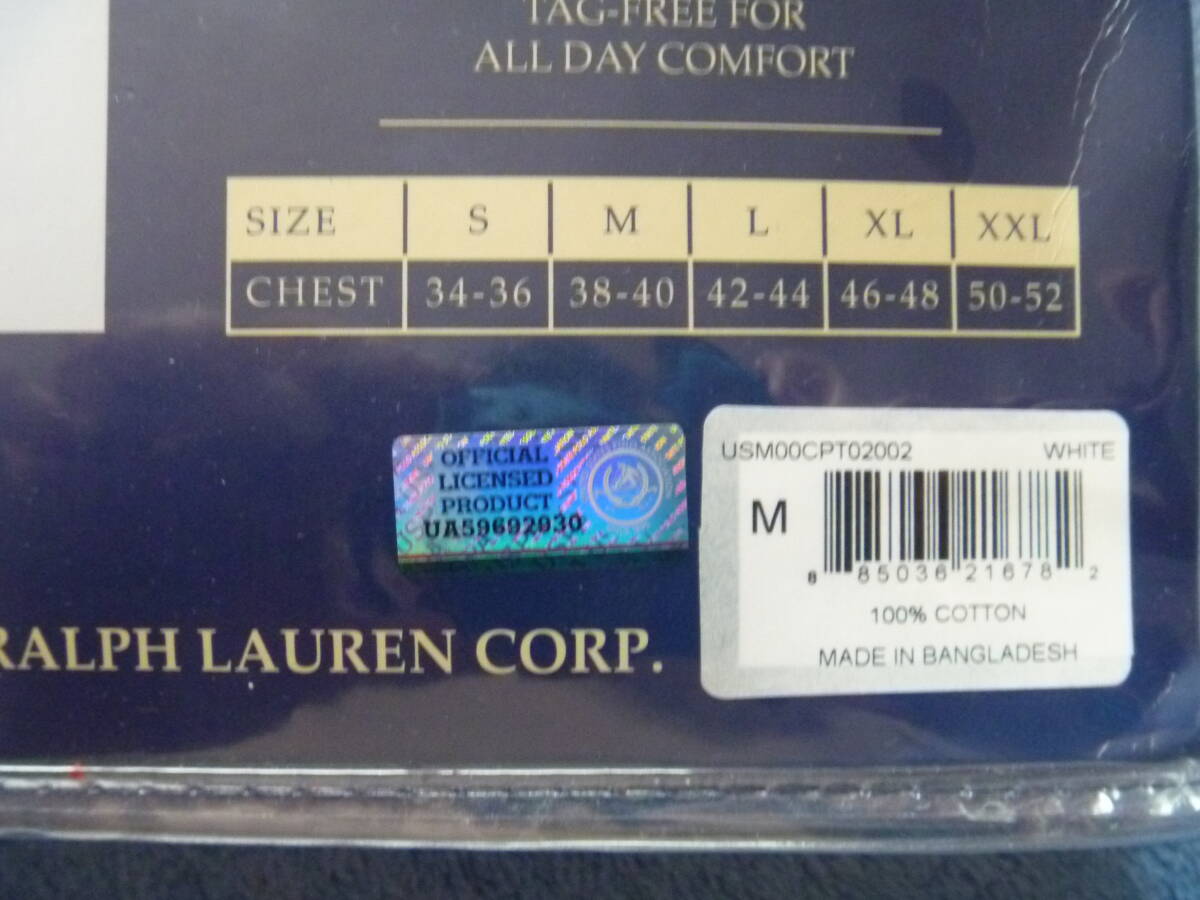 TAG-FREE FOR
ALL DAY COMFORT
SIZE S M L XL XXL
CHEST 34-36 38-40 42-44 46-48 50-52
OFFICIAL
LICENSED
PRODUCT
UA59692930
USM00CPT02002 WHITE
M
8 85036 21678 2
100% COTTON
MADE IN BANGLADESH
RALPH LAUREN CORP.